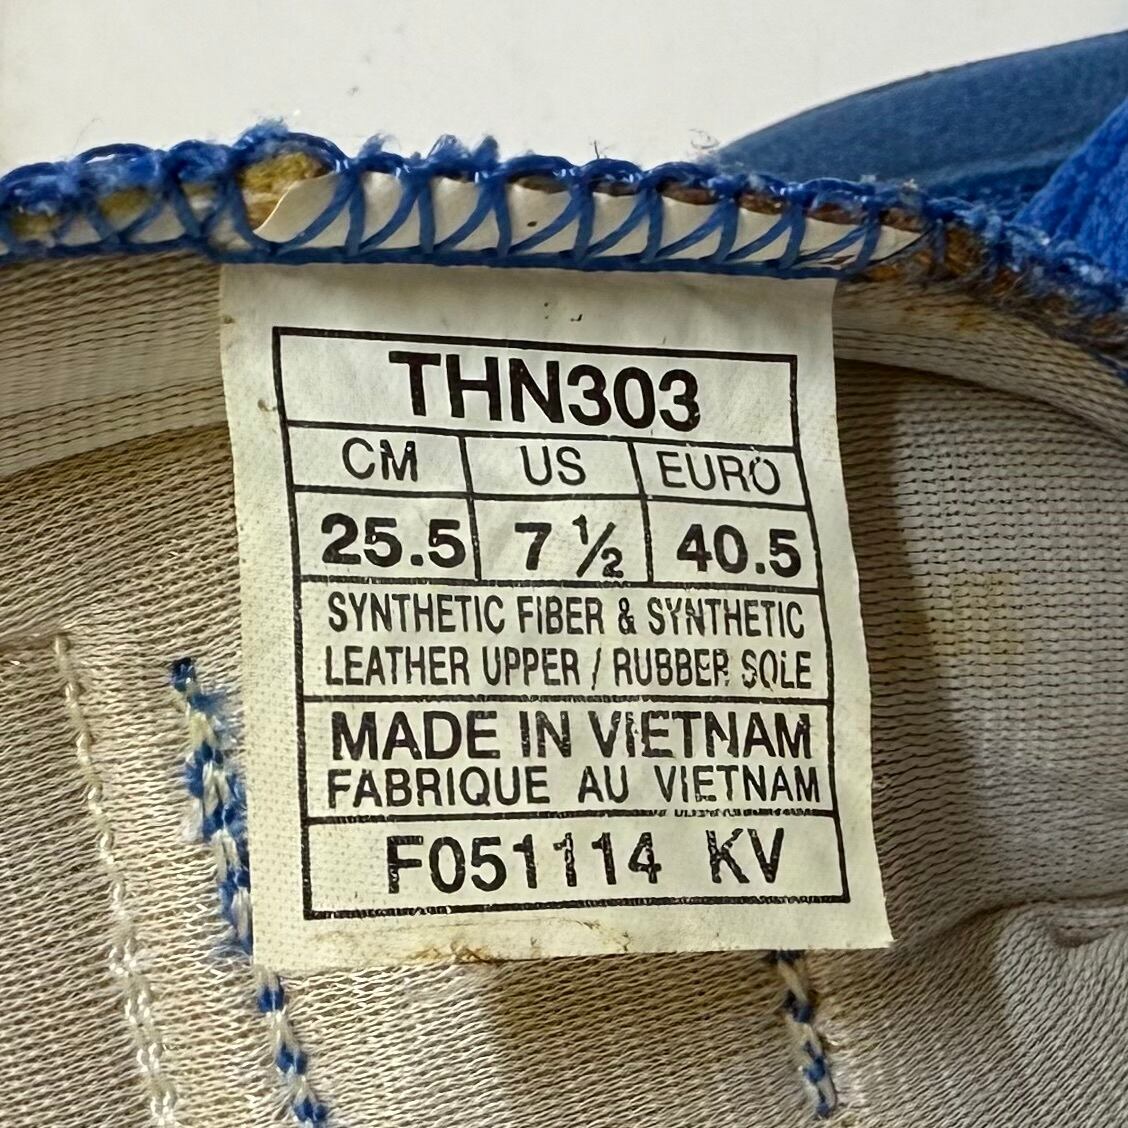 THN303
CM US EURO
25.5 7 ½ 40.5
SYNTHETIC FIBER & SYNTHETIC
LEATHER UPPER / RUBBER SOLE
MADE IN VIETNAM
FABRIQUE AU VIETNAM
F051114 KV